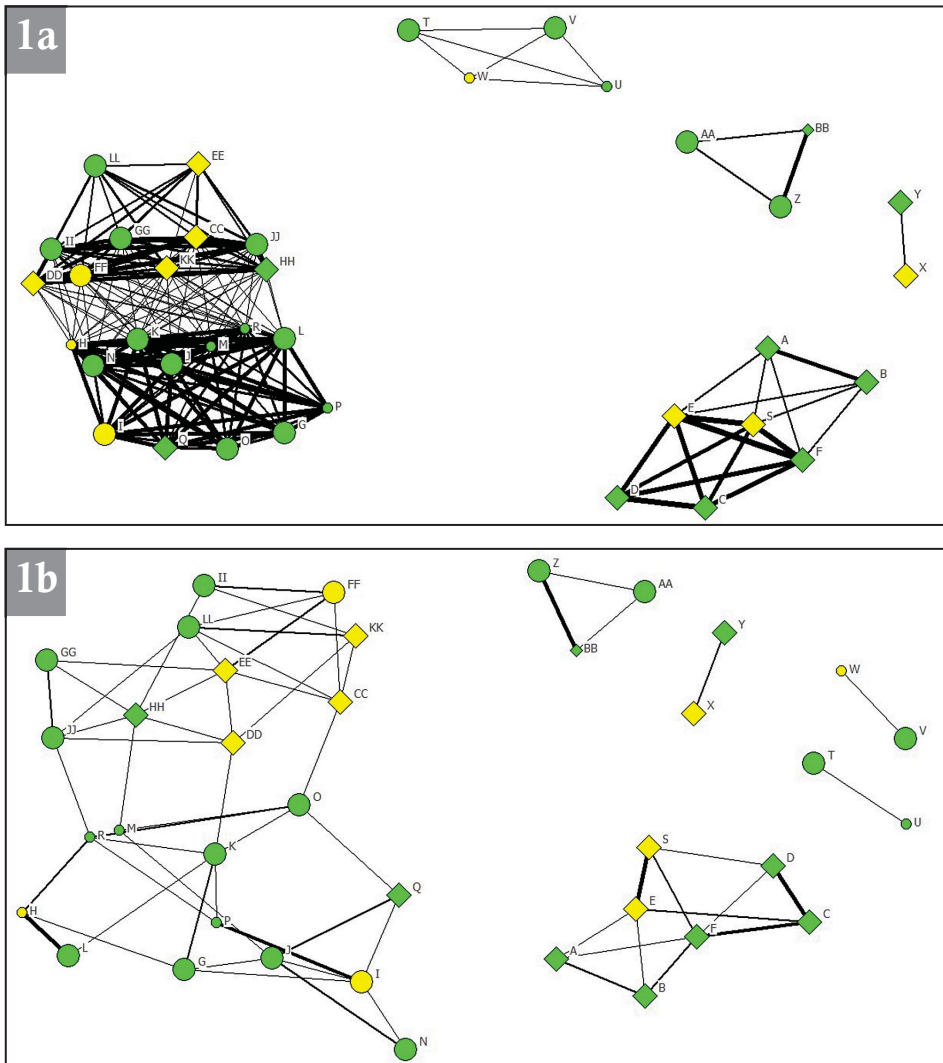 1a
T V
W
U
AA BB
Z
Y
X
LL EE
II GG CC JJ
DD FF KK HH
H K R L
N J M
P
I Q O G
A
B
E S
F
D C
1b
II FF
LL KK
GG EE
HH CC
JJ DD
O
R M K
Q
H P
L G J I
N
Z AA
BB
Y
X
W
V
T
U
S D
E C
F
A
B